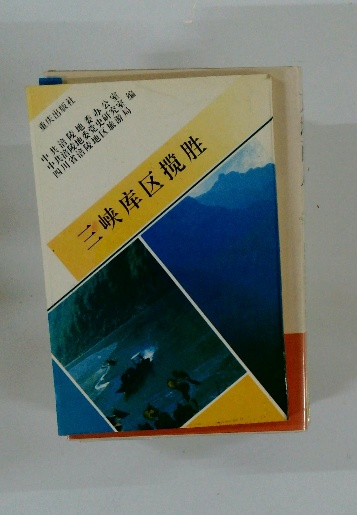 重庆出版社
中共涪陵地委办公室
中共涪陵地委党史研究室 编
四川省涪陵地区旅游局
三峡库区揽胜